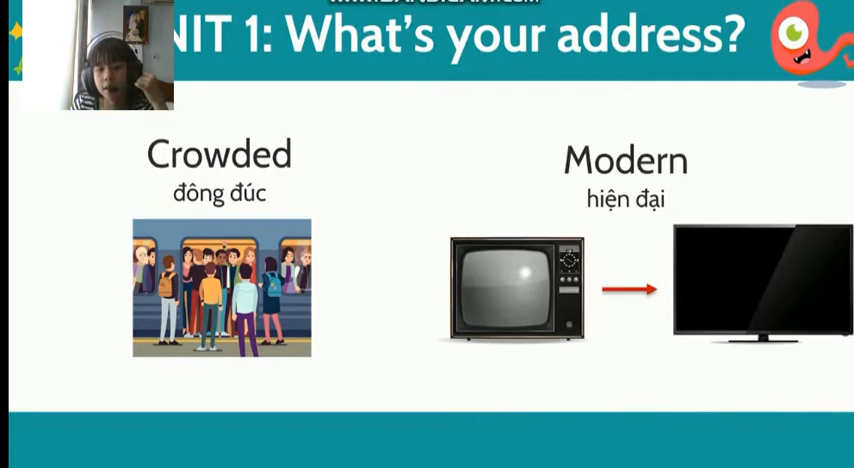 NIT 1: What's your address?
Crowded
đông đúc
Modern
hiện đại